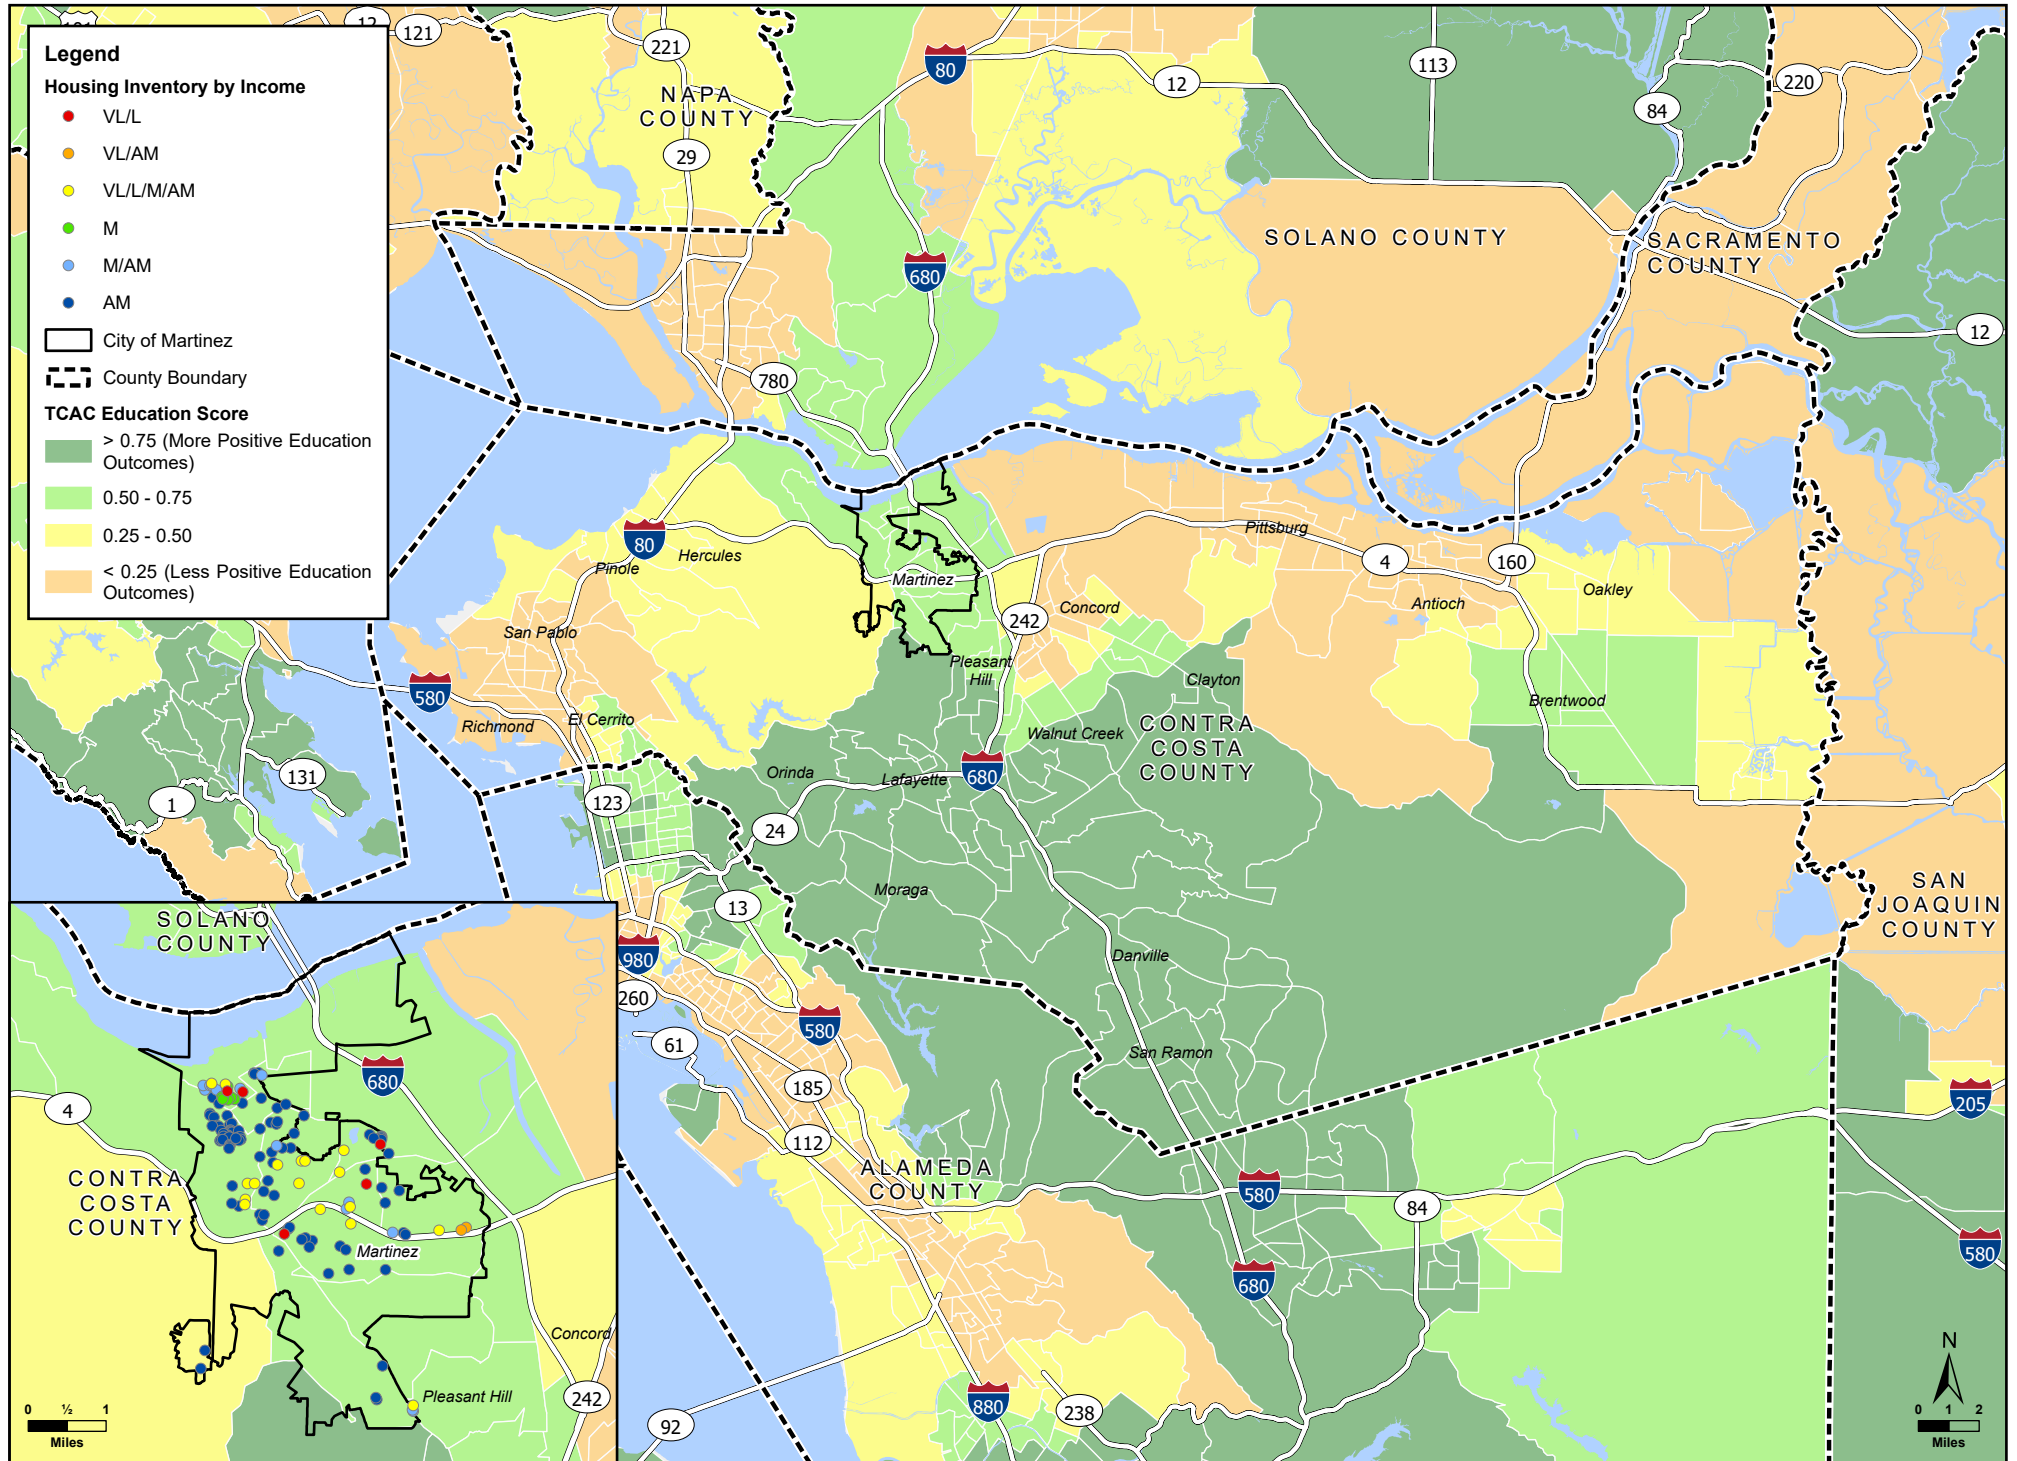 Legend
Housing Inventory by Income
VL/L
VL/AM
VL/L/M/AM
M
M/AM
AM
City of Martinez
County Boundary
TCAC Education Score
> 0.75 (More Positive Education
Outcomes)
0.50 - 0.75
0.25 - 0.50
< 0.25 (Less Positive Education
Outcomes)
12
121
221
80
12
113
84
220
NAPA
COUNTY
29
SOLANO COUNTY
SACRAMENTO
COUNTY
680
12
780
80
Hercules
Pinole
Martinez
Pittsburg
4
160
Antioch
Oakley
Concord
242
San Pablo
Pleasant
Hill
Clayton
Brentwood
580
Richmond
El Cerrito
Walnut Creek
CONTRA
COSTA
COUNTY
Orinda
Lafayette
680
131
1
123
24
Moraga
13
SAN
JOAQUIN
COUNTY
980
Danville
260
580
61
San Ramon
185
205
112
ALAMEDA
COUNTY
580
84
580
680
880
238
92
N
0 1 2
Miles
SOLANO
COUNTY
680
4
CONTRA
COSTA
COUNTY
Martinez
Concord
Pleasant Hill
242
0 ½ 1
Miles